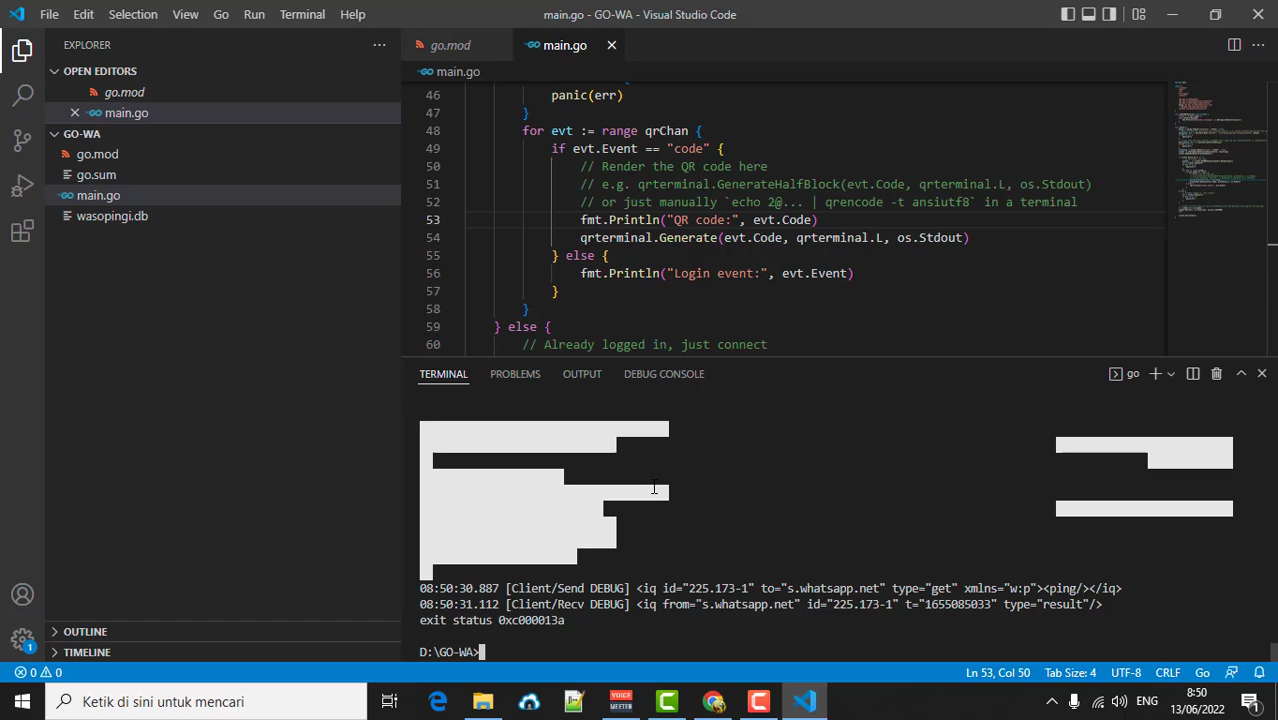 File Edit Selection View Go Run Terminal Help
main.go - GO-WA - Visual Studio Code
EXPLORER
OPEN EDITORS
go.mod
main.go
GO-WA
go.mod
go.sum
main.go
wasopingi.db
OUTLINE
TIMELINE
go.mod
main.go
main.go
46 panic(err)
47 }
48 for evt := range qrChan {
49 if evt.Event == "code" {
50 // Render the QR code here
51 // e.g. qrterminal.GenerateHalfBlock(evt.Code, qrterminal.L, os.Stdout)
52 // or just manually `echo 2@... | qrencode -t ansiutf8` in a terminal
53 fmt.Println("QR code:", evt.Code)
54 qrterminal.Generate(evt.Code, qrterminal.L, os.Stdout)
55 } else {
56 fmt.Println("Login event:", evt.Event)
57 }
58 }
59 } else {
60 // Already logged in, just connect
TERMINAL PROBLEMS OUTPUT DEBUG CONSOLE
go
08:50:30.887 [Client/Send DEBUG] <iq id="225.173-1" to="s.whatsapp.net" type="get" xmlns="w:p"><ping/></iq>
08:50:31.112 [Client/Recv DEBUG] <iq from="s.whatsapp.net" id="225.173-1" t="1655085033" type="result"/>
exit status 0xc000013a
D:\GO-WA>
1
0 0
Ln 53, Col 50 Tab Size: 4 UTF-8 CRLF Go
Ketik di sini untuk mencari
VOICE
MEETER
ENG
8:50
13/06/2022
1